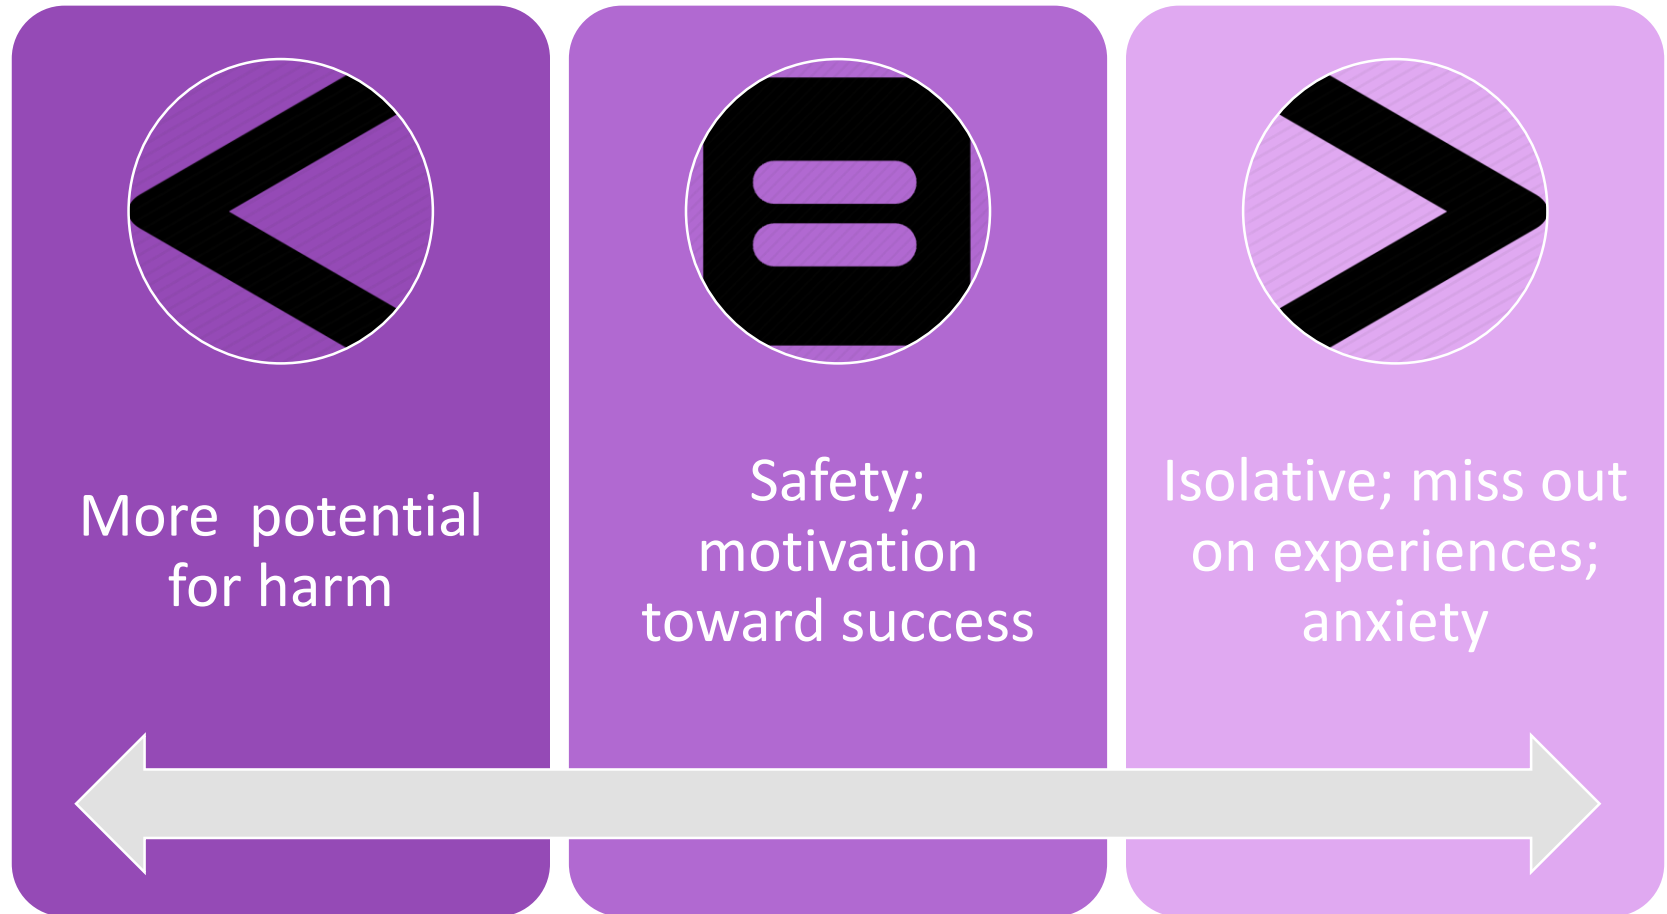 <
=
>
More  potential
for harm
Safety;
motivation
toward success
Isolative; miss out
on experiences;
anxiety